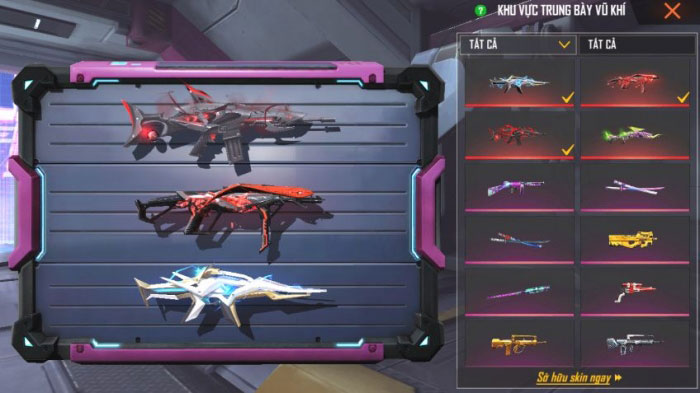 KHU VỰC TRƯNG BÀY VŨ KHÍ
TẤT CẢ
TẤT CẢ
Sở hữu skin ngay